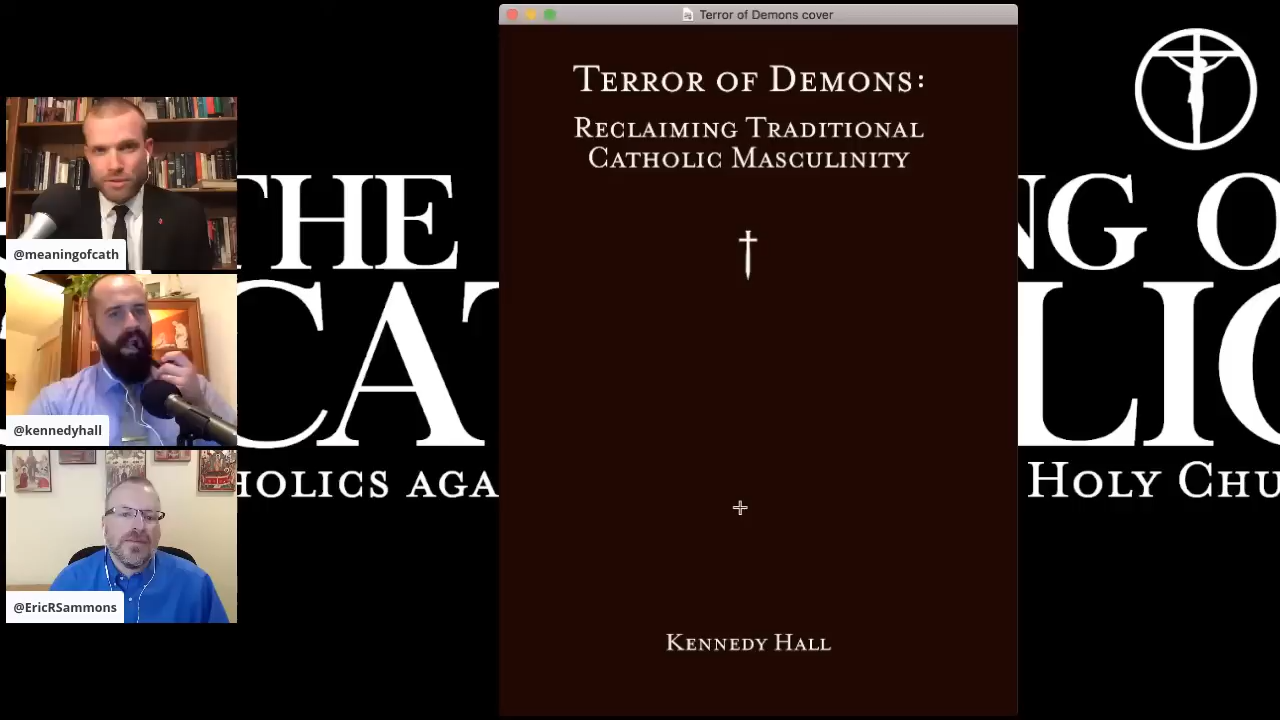 Terror of Demons cover
TERROR OF DEMONS:
RECLAIMING TRADITIONAL
CATHOLIC MASCULINITY
KENNEDY HALL
@meaningofcath
@kennedyhall
@EricRSammons
THE
NG O
CAT
LIC
HOLICS AGA
HOLY CHU